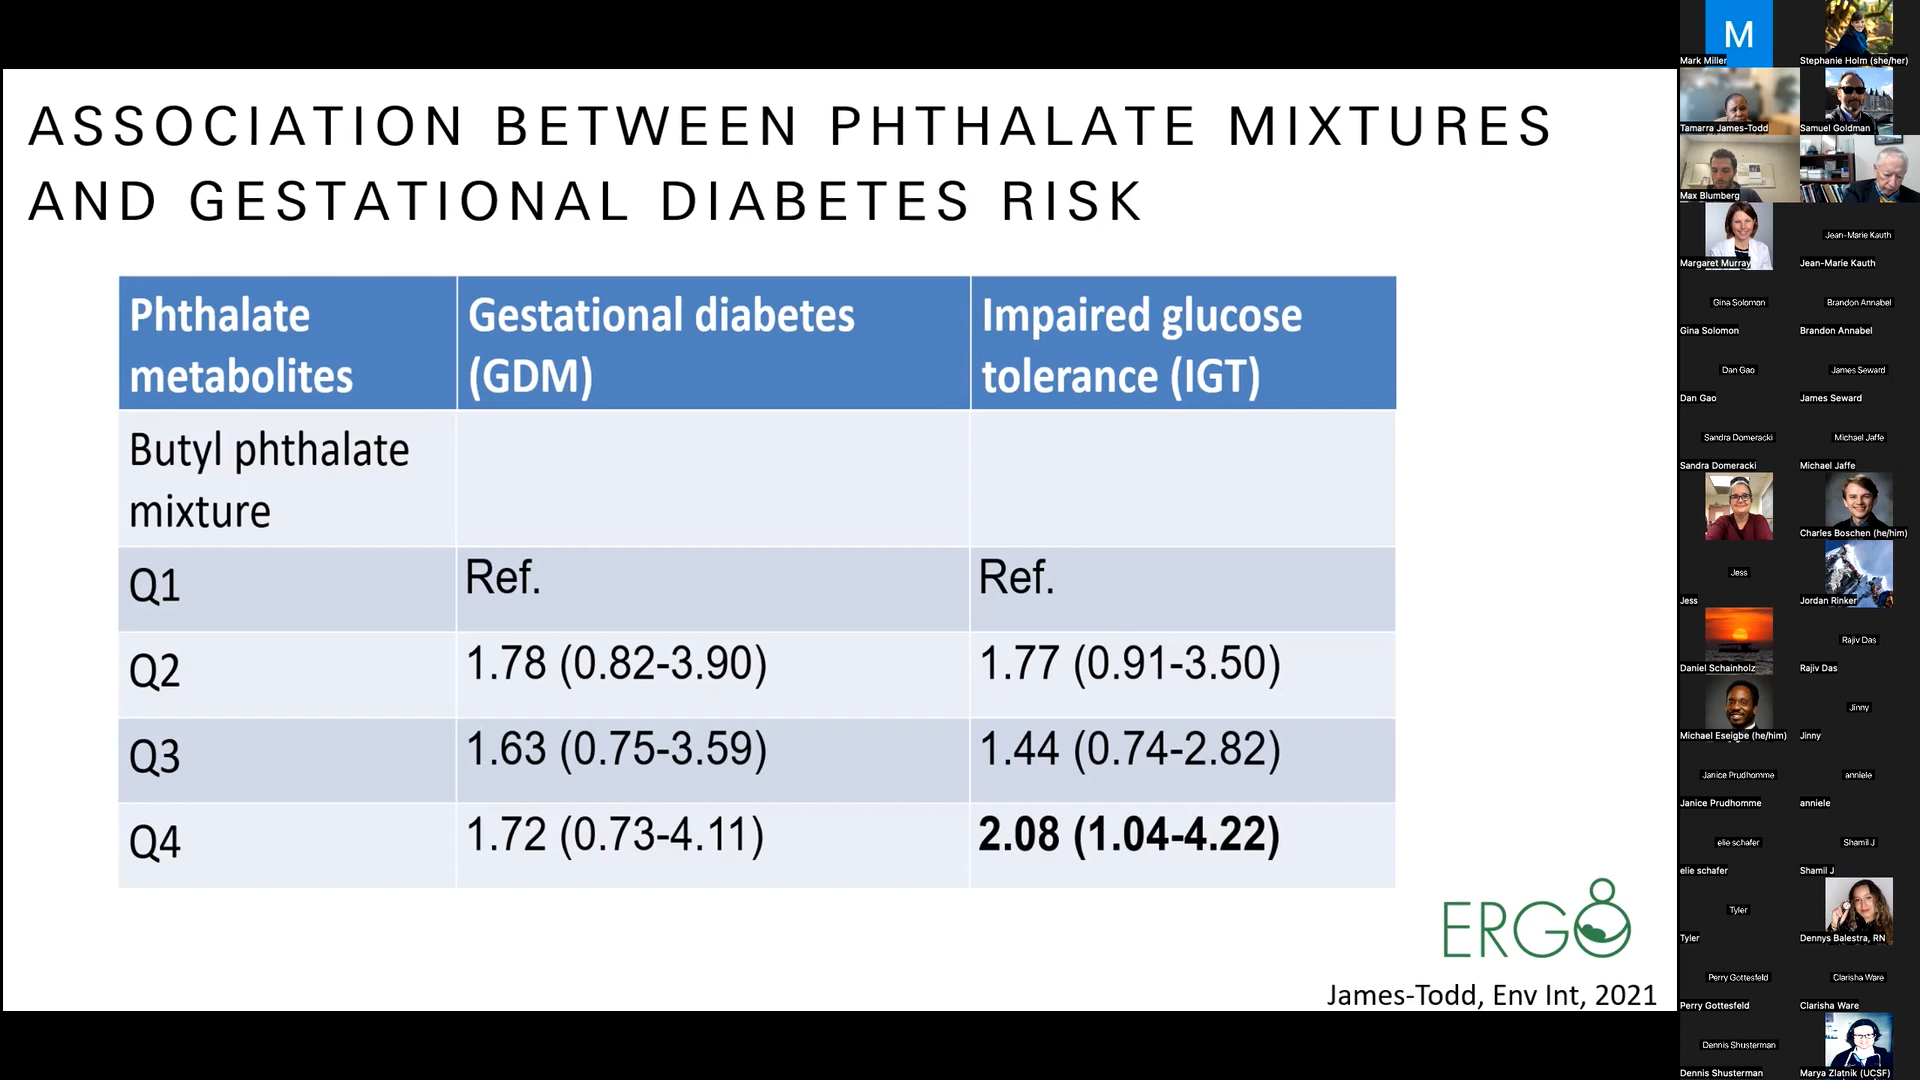 ASSOCIATION BETWEEN PHTHALATE MIXTURES
AND GESTATIONAL DIABETES RISK
Phthalate
metabolites
Gestational diabetes
(GDM)
Impaired glucose
tolerance (IGT)
Butyl phthalate
mixture
Q1
Ref.
Ref.
Q2
1.78 (0.82-3.90)
1.77 (0.91-3.50)
Q3
1.63 (0.75-3.59)
1.44 (0.74-2.82)
Q4
1.72 (0.73-4.11)
2.08 (1.04-4.22)
ERGO
James-Todd, Env Int, 2021
M
Mark Miller
Stephanie Holm (she/her)
Tamarra James-Todd
Samuel Goldman
Max Blumberg
Margaret Murray
Jean-Marie Kauth
Jean-Marie Kauth
Gina Solomon
Brandon Annabel
Gina Solomon
Brandon Annabel
Dan Gao
James Seward
Dan Gao
James Seward
Sandra Domeracki
Michael Jaffe
Sandra Domeracki
Michael Jaffe
Charles Boschen (he/him)
Jess
Jess
Jordan Rinker
Daniel Schainholz
Rajiv Das
Rajiv Das
Michael Eseigbe (he/him)
Jinny
Jinny
Janice Prudhomme
anniele
Janice Prudhomme
anniele
elie schafer
Shamil J
elie schafer
Shamil J
Tyler
Tyler
Dennys Balestra, RN
Perry Gottesfeld
Clarisha Ware
Perry Gottesfeld
Clarisha Ware
Dennis Shusterman
Dennis Shusterman
Marya Zlatnik (UCSF)